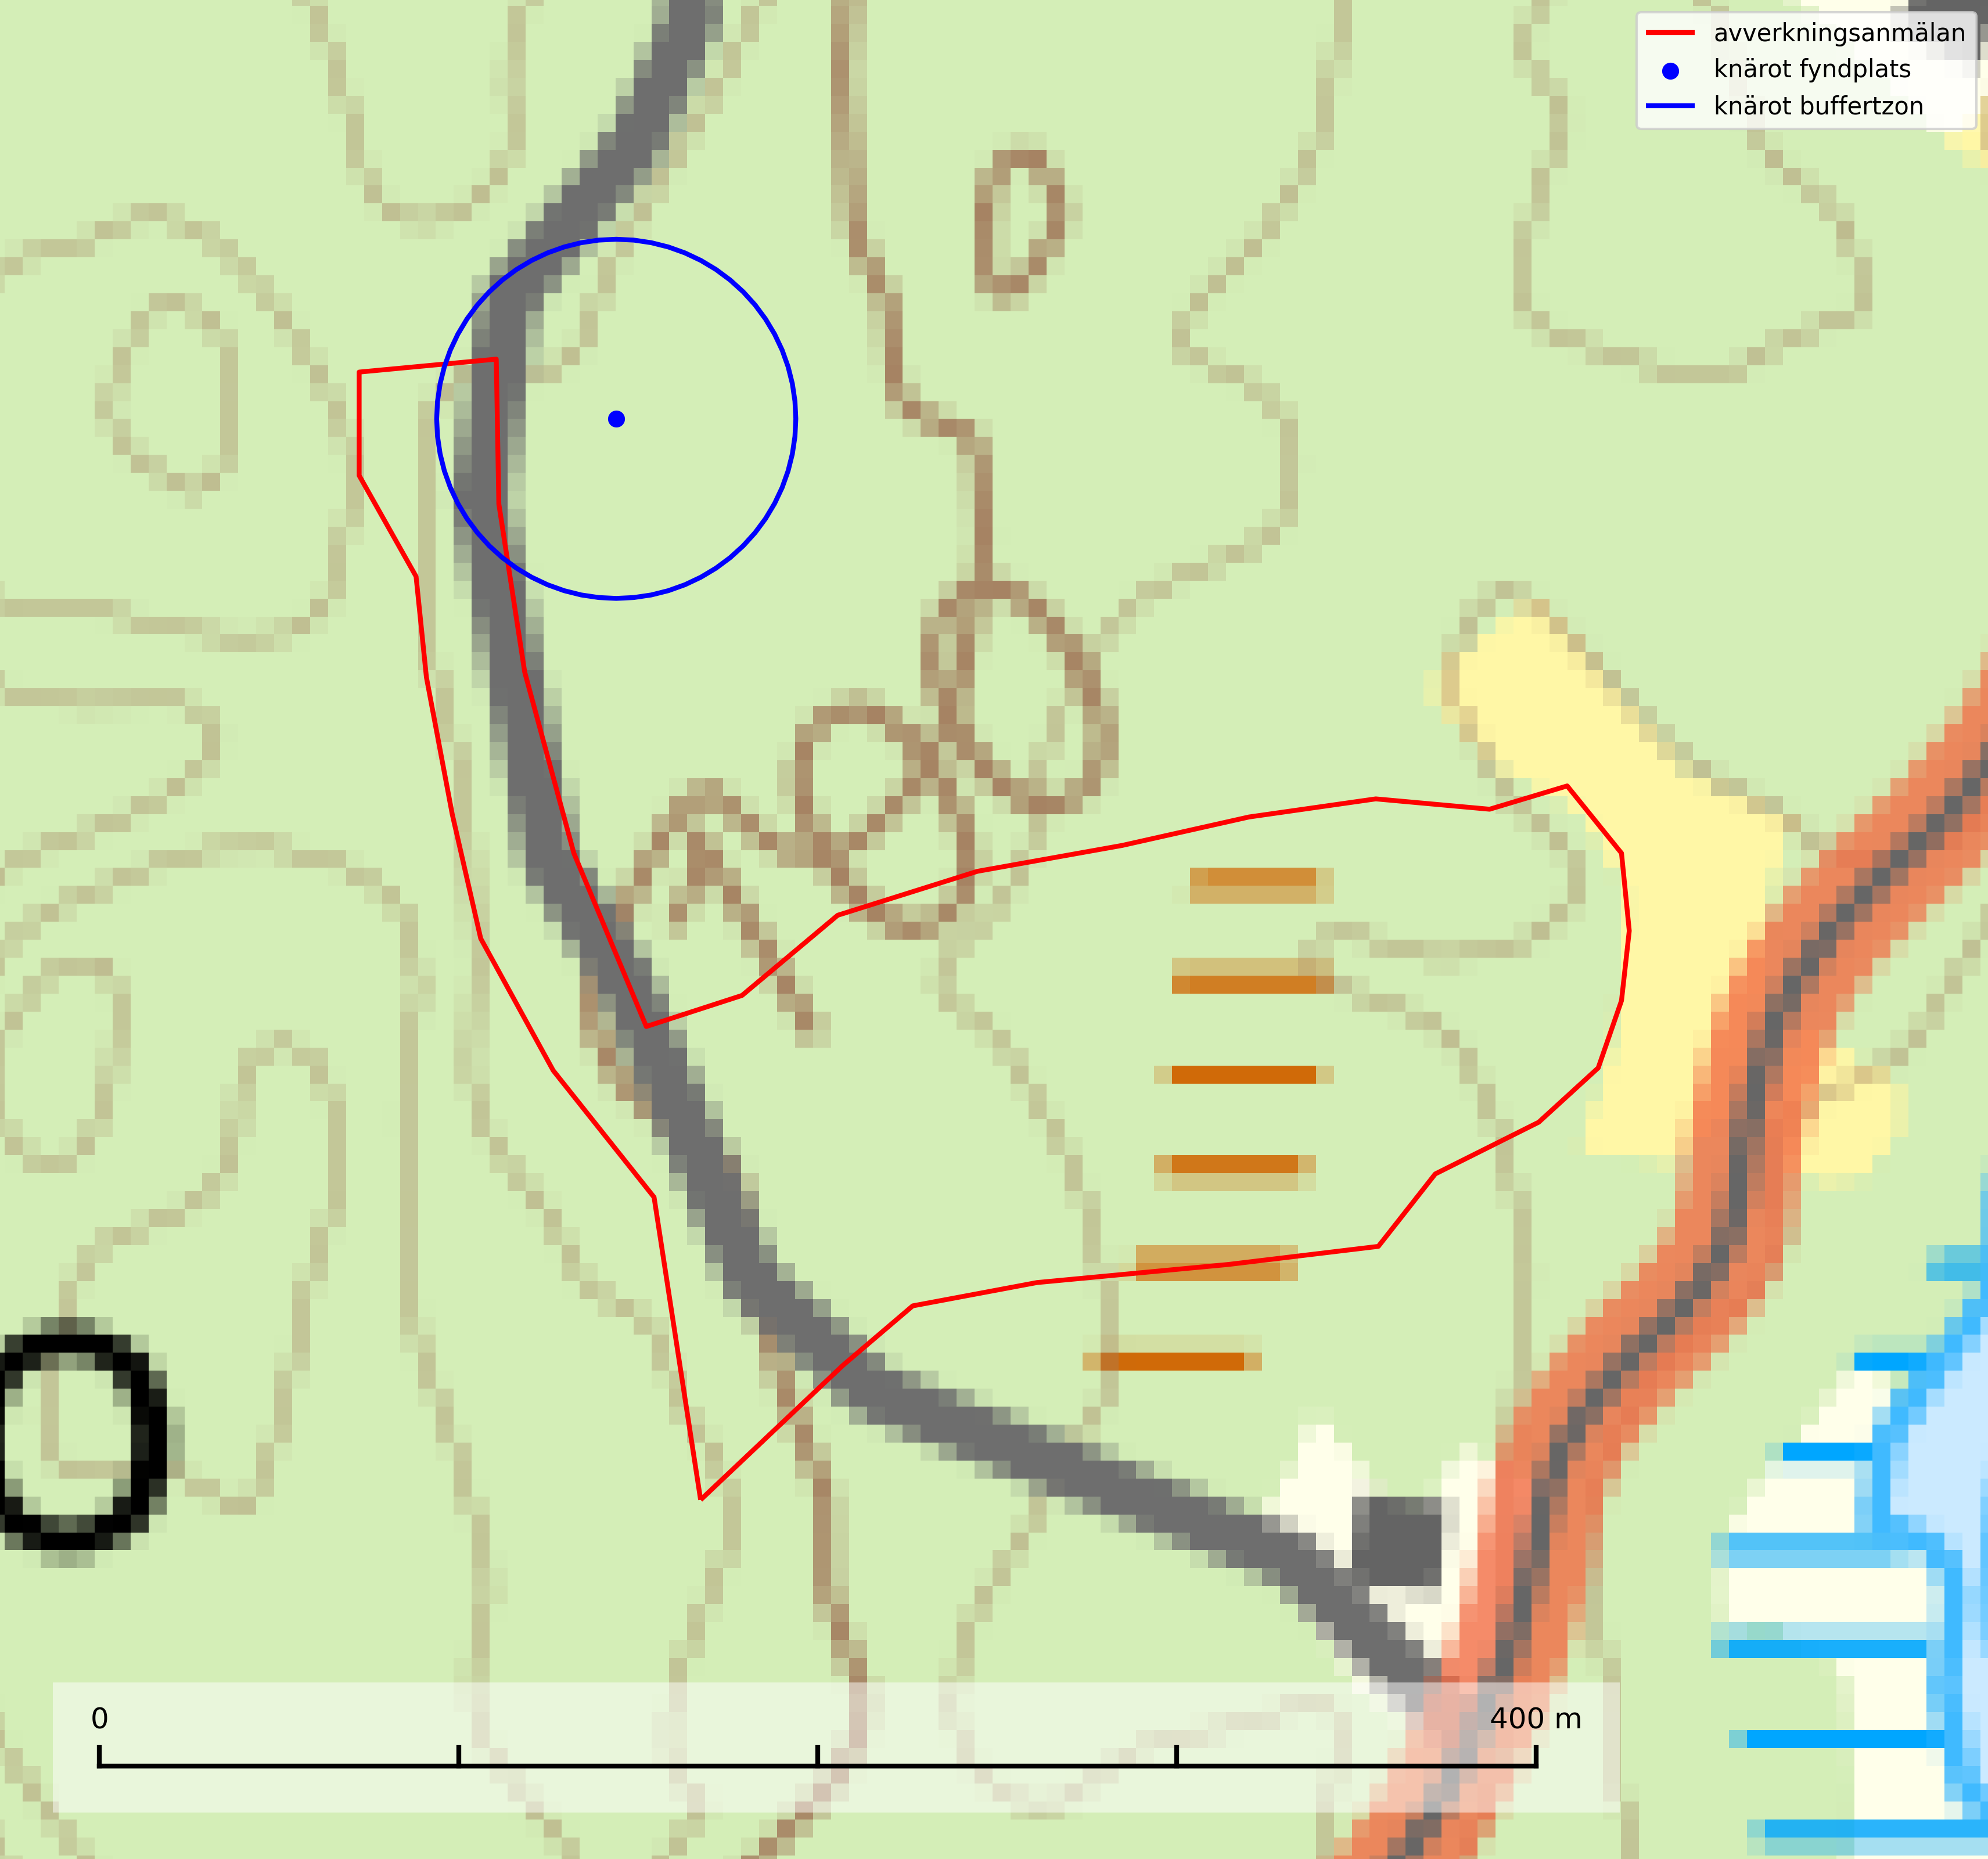 avverkningsanmälan
knärot fyndplats
knärot buffertzon
0
400 m